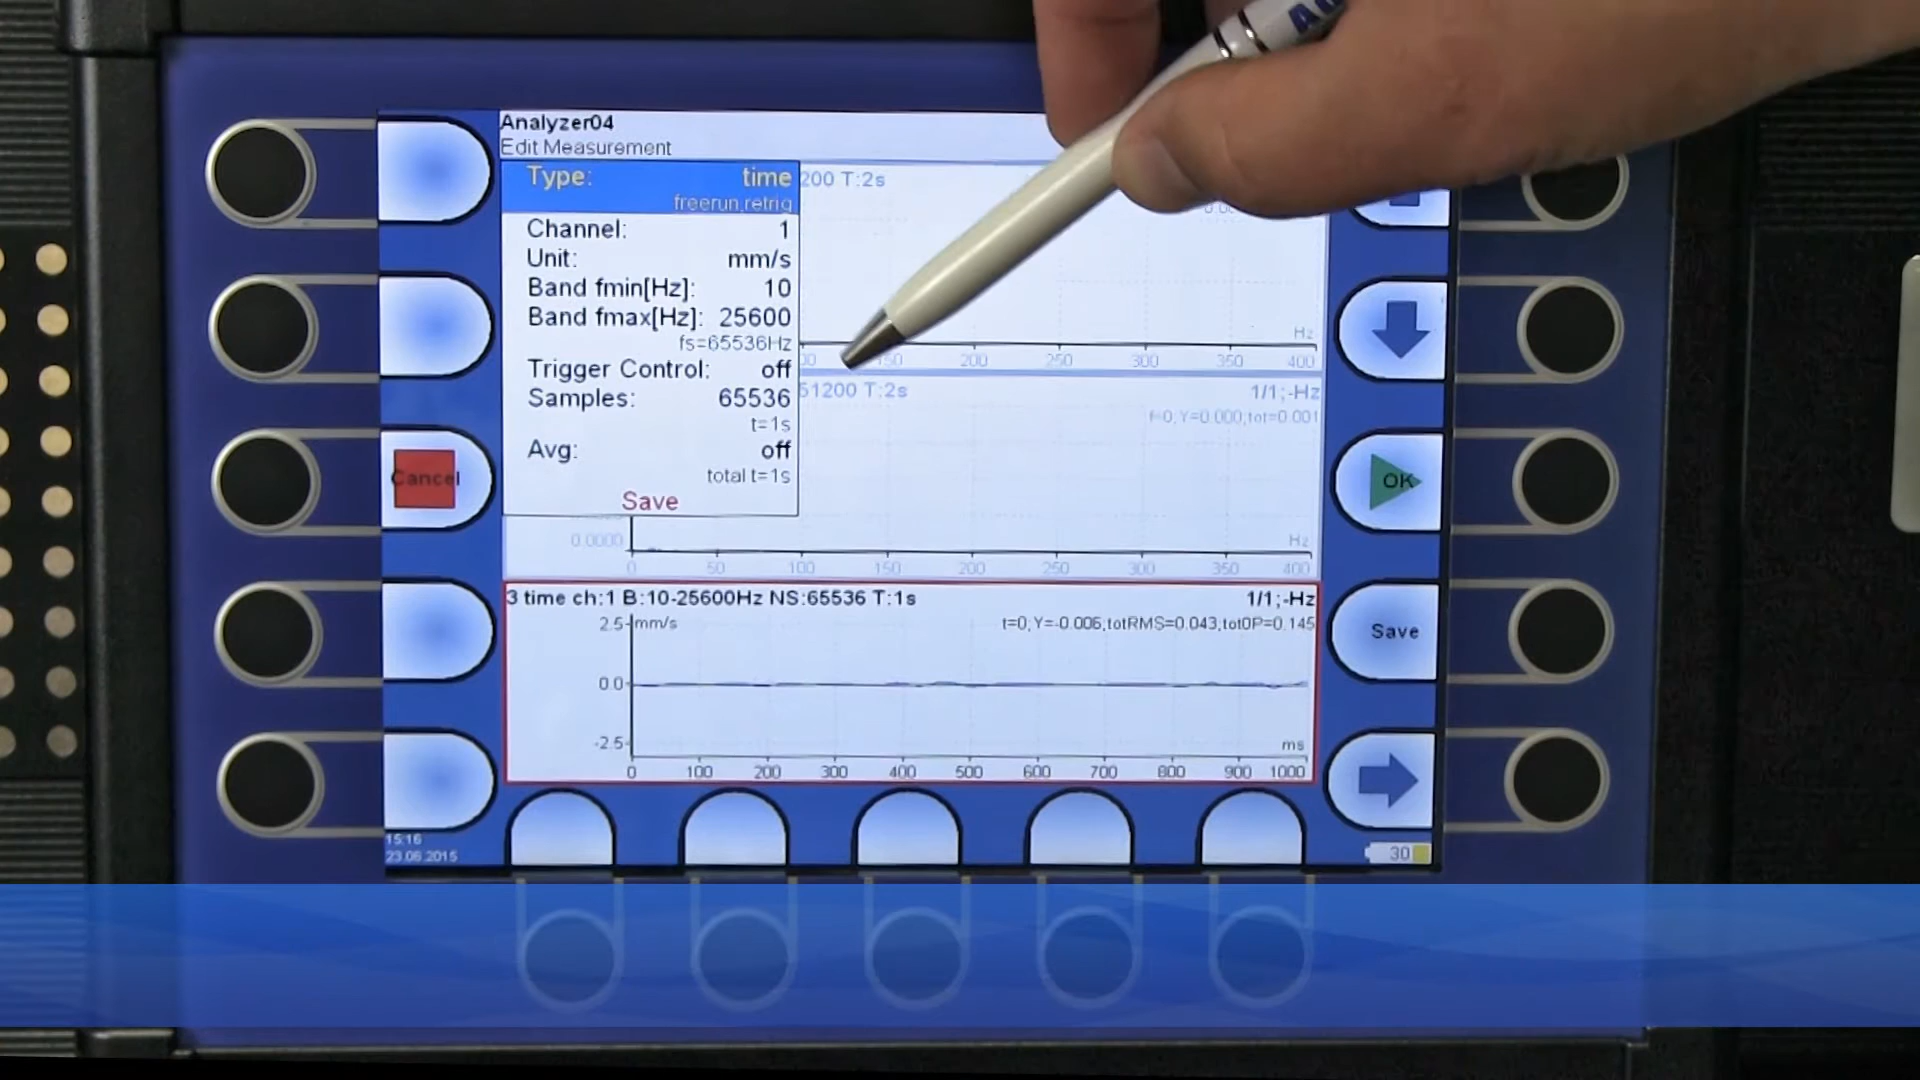 Analyzer04
Edit Measurement
Type: time
freerun,retrig
Channel: 1
Unit: mm/s
Band fmin[Hz]: 10
Band fmax[Hz]: 25600
fs=65536Hz
Trigger Control: off
Samples: 65536
t=1s
Avg: off
total t=1s
Save
200 T:2s
Hz
150 200 250 300 350 400
51200 T:2s 1/1;-Hz
f=0,Y=0.000,tot=0.001
0.0000 Hz
0 50 100 150 200 250 300 350 400
3 time ch:1 B:10-25600Hz NS:65536 T:1s 1/1;-Hz
2.5 mm/s t=0,Y=-0.006,totRMS=0.043,tot0P=0.145
0.0
-2.5 ms
0 100 200 300 400 500 600 700 800 900 1000
Cancel
OK
Save
15:16
23.06.2015
30